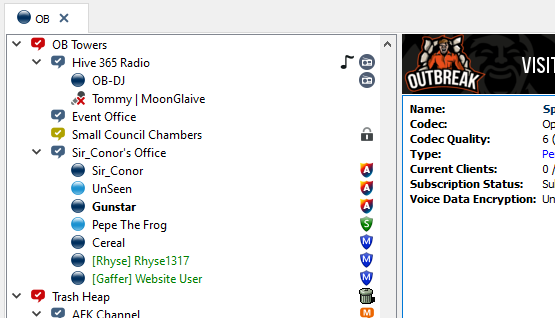 OB
OB Towers
Hive 365 Radio
OB-DJ
Tommy | MoonGlaive
Event Office
Small Council Chambers
Sir_Conor's Office
Sir_Conor
A
UnSeen
A
Gunstar
A
Pepe The Frog
S
Cereal
M
[Rhyse] Rhyse1317
M
[Gaffer] Website User
M
Trash Heap
AFK Channel
M
OUTBREAK
VISIT
Name: Sp
Codec: Op
Codec Quality: 6 (
Type: Pe
Current Clients: 0 /
Subscription Status: Su
Voice Data Encryption: Un